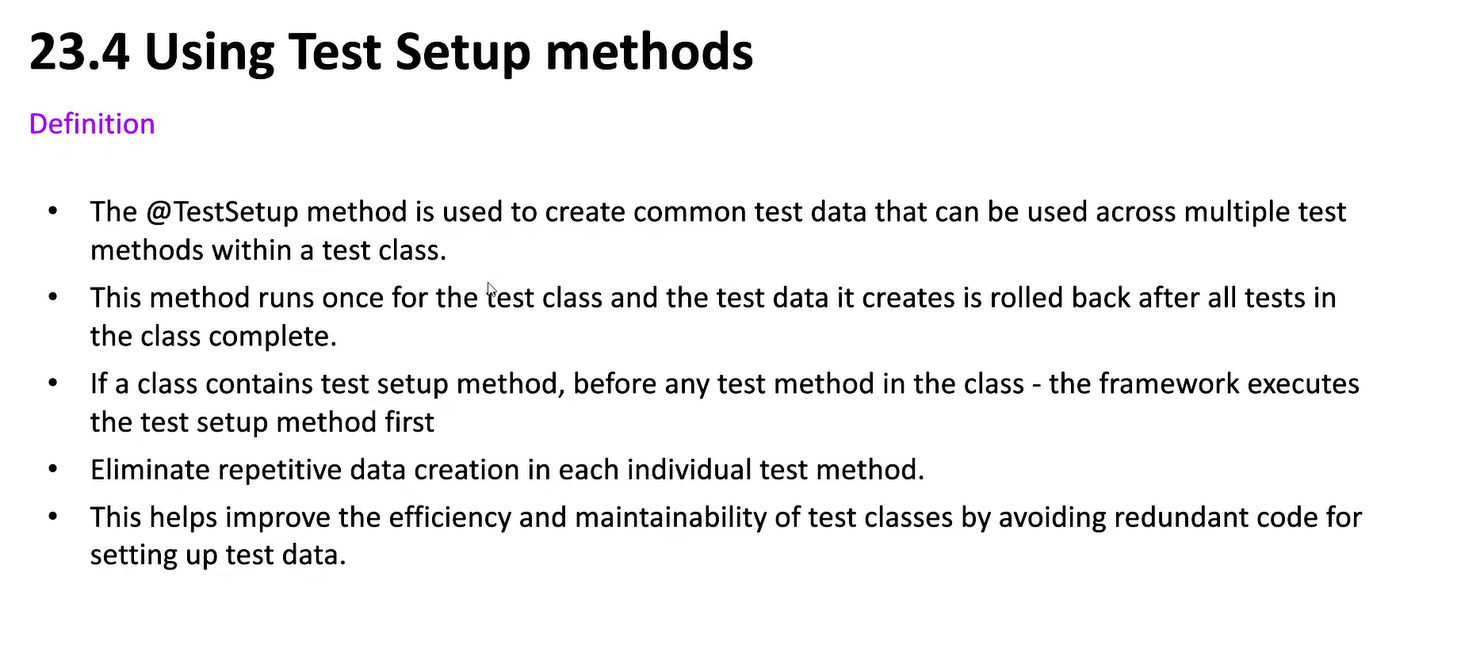 23.4 Using Test Setup methods
Definition
• The @TestSetup method is used to create common test data that can be used across multiple test
methods within a test class.
• This method runs once for the test class and the test data it creates is rolled back after all tests in
the class complete.
• If a class contains test setup method, before any test method in the class - the framework executes
the test setup method first
• Eliminate repetitive data creation in each individual test method.
• This helps improve the efficiency and maintainability of test classes by avoiding redundant code for
setting up test data.